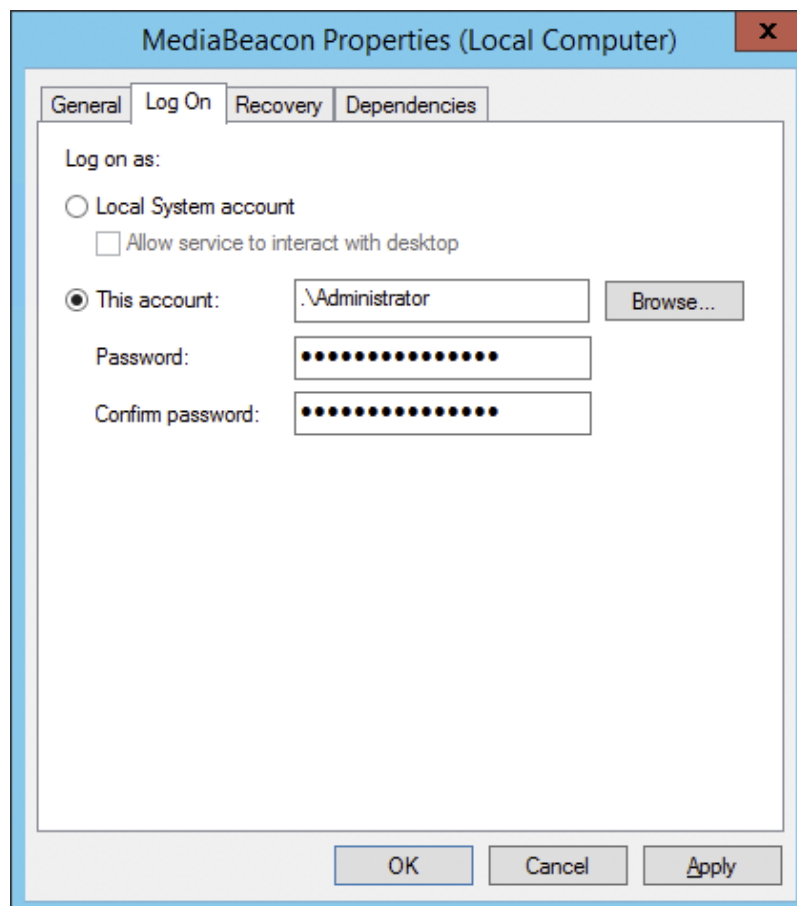 MediaBeacon Properties (Local Computer)
x
General Log On Recovery Dependencies
Log on as:
Local System account
Allow service to interact with desktop
This account: .\Administrator Browse...
Password: •••••••••••••••
Confirm password: •••••••••••••••
OK Cancel Apply